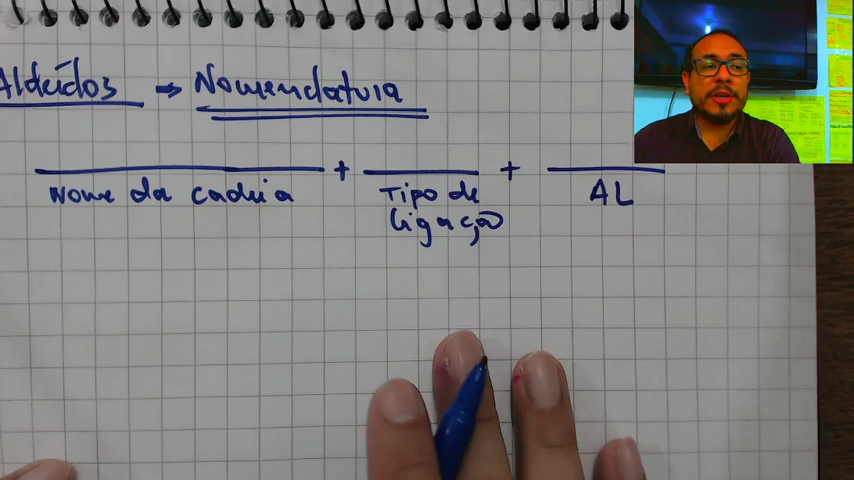 Aldeídos → Nomenclatura
+ +
Nome da cadeia Tipo de AL
ligação